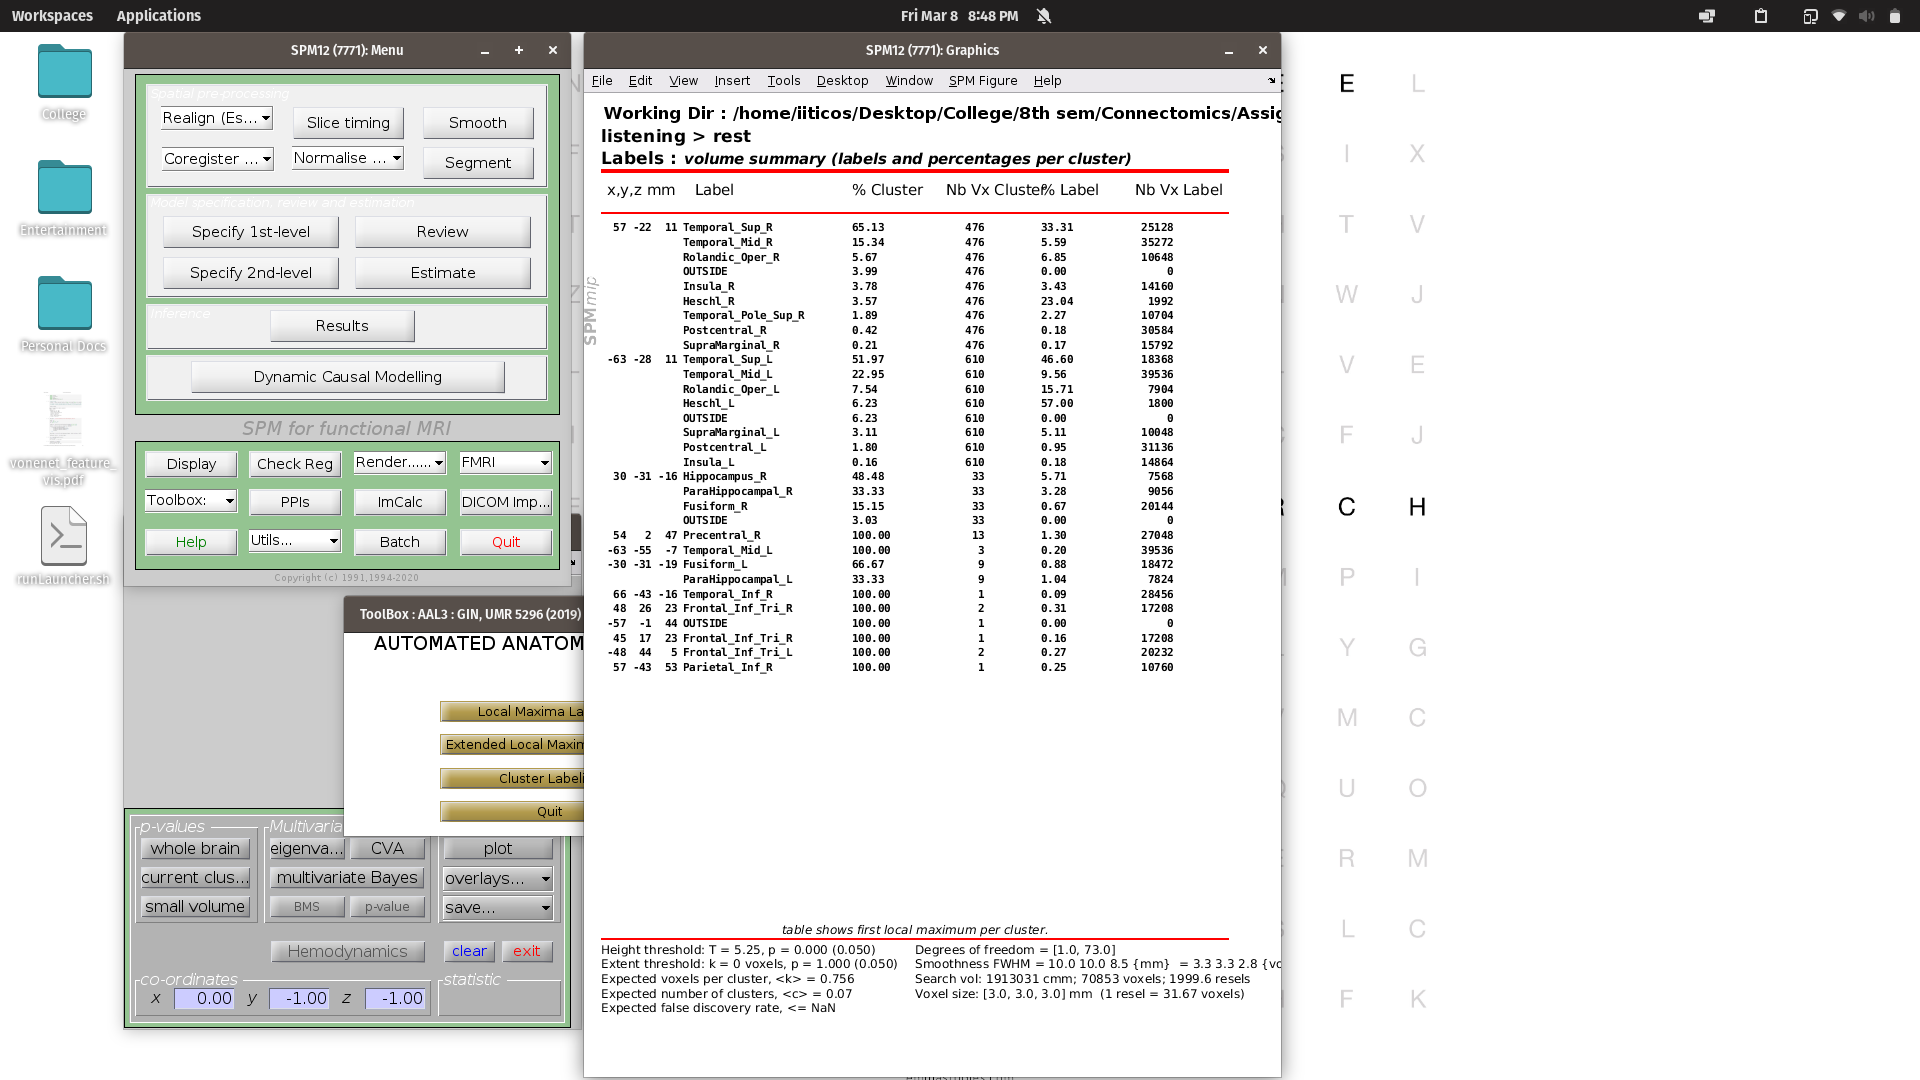 Workspaces Applications Fri Mar 8 8:48 PM
SPM12 (7771): Menu
Spatial pre-processing
Realign (Es... Slice timing Smooth
Coregister ... Normalise ... Segment
Model specification, review and estimation
Specify 1st-level Review
Specify 2nd-level Estimate
Inference
Results
Dynamic Causal Modelling
SPM for functional MRI
Display Check Reg Render...... FMRI
Toolbox: PPIs ImCalc DICOM Imp...
Help Utils... Batch Quit
Copyright (c) 1991,1994-2020
College
Entertainment
Personal Docs
vonenet_feature_
vis.pdf
runLauncher.sh
ToolBox : AAL3 : GIN, UMR 5296 (2019)
AUTOMATED ANATOM
Local Maxima La
Extended Local Maxim
Cluster Labeli
Quit
p-values Multivaria
whole brain eigenva... CVA plot
current clus... multivariate Bayes overlays...
small volume BMS p-value save...
Hemodynamics clear exit
co-ordinates statistic
x 0.00 y -1.00 z -1.00
SPM12 (7771): Graphics
File Edit View Insert Tools Desktop Window SPM Figure Help
Working Dir : /home/iiticos/Desktop/College/8th sem/Connectomics/Assig
listening > rest
Labels : volume summary (labels and percentages per cluster)
x,y,z mm Label % Cluster Nb Vx Cluster % Label Nb Vx Label
SPMmip
57 -22 11 Temporal_Sup_R 65.13 476 33.31 25128
Temporal_Mid_R 15.34 476 5.59 35272
Rolandic_Oper_R 5.67 476 6.85 10648
OUTSIDE 3.99 476 0.00 0
Insula_R 3.78 476 3.43 14160
Heschl_R 3.57 476 23.04 1992
Temporal_Pole_Sup_R 1.89 476 2.27 10704
Postcentral_R 0.42 476 0.18 30584
SupraMarginal_R 0.21 476 0.17 15792
-63 -28 11 Temporal_Sup_L 51.97 610 46.60 18368
Temporal_Mid_L 22.95 610 9.56 39536
Rolandic_Oper_L 7.54 610 15.71 7904
Heschl_L 6.23 610 57.00 1800
OUTSIDE 6.23 610 0.00 0
SupraMarginal_L 3.11 610 5.11 10048
Postcentral_L 1.80 610 0.95 31136
Insula_L 0.16 610 0.18 14864
30 -31 -16 Hippocampus_R 48.48 33 5.71 7568
ParaHippocampal_R 33.33 33 3.28 9056
Fusiform_R 15.15 33 0.67 20144
OUTSIDE 3.03 33 0.00 0
54 2 47 Precentral_R 100.00 13 1.30 27048
-63 -55 -7 Temporal_Mid_L 100.00 3 0.20 39536
-30 -31 -19 Fusiform_L 66.67 9 0.88 18472
ParaHippocampal_L 33.33 9 1.04 7824
66 -43 -16 Temporal_Inf_R 100.00 1 0.09 28456
48 26 23 Frontal_Inf_Tri_R 100.00 2 0.31 17208
-57 -1 44 OUTSIDE 100.00 1 0.00 0
45 17 23 Frontal_Inf_Tri_R 100.00 1 0.16 17208
-48 44 5 Frontal_Inf_Tri_L 100.00 2 0.27 20232
57 -43 53 Parietal_Inf_R 100.00 1 0.25 10760
table shows first local maximum per cluster.
Height threshold: T = 5.25, p = 0.000 (0.050) Degrees of freedom = [1.0, 73.0]
Extent threshold: k = 0 voxels, p = 1.000 (0.050) Smoothness FWHM = 10.0 10.0 8.5 {mm} = 3.3 3.3 2.8 {vo
Expected voxels per cluster, <k> = 0.756 Search vol: 1913031 cmm; 70853 voxels; 1999.6 resels
Expected number of clusters, <c> = 0.07 Voxel size: [3.0, 3.0, 3.0] mm (1 resel = 31.67 voxels)
Expected false discovery rate, <= NaN
E L
I X
T V
W J
V E
F J
C H
P I
Y G
M C
U O
R M
L C
F K